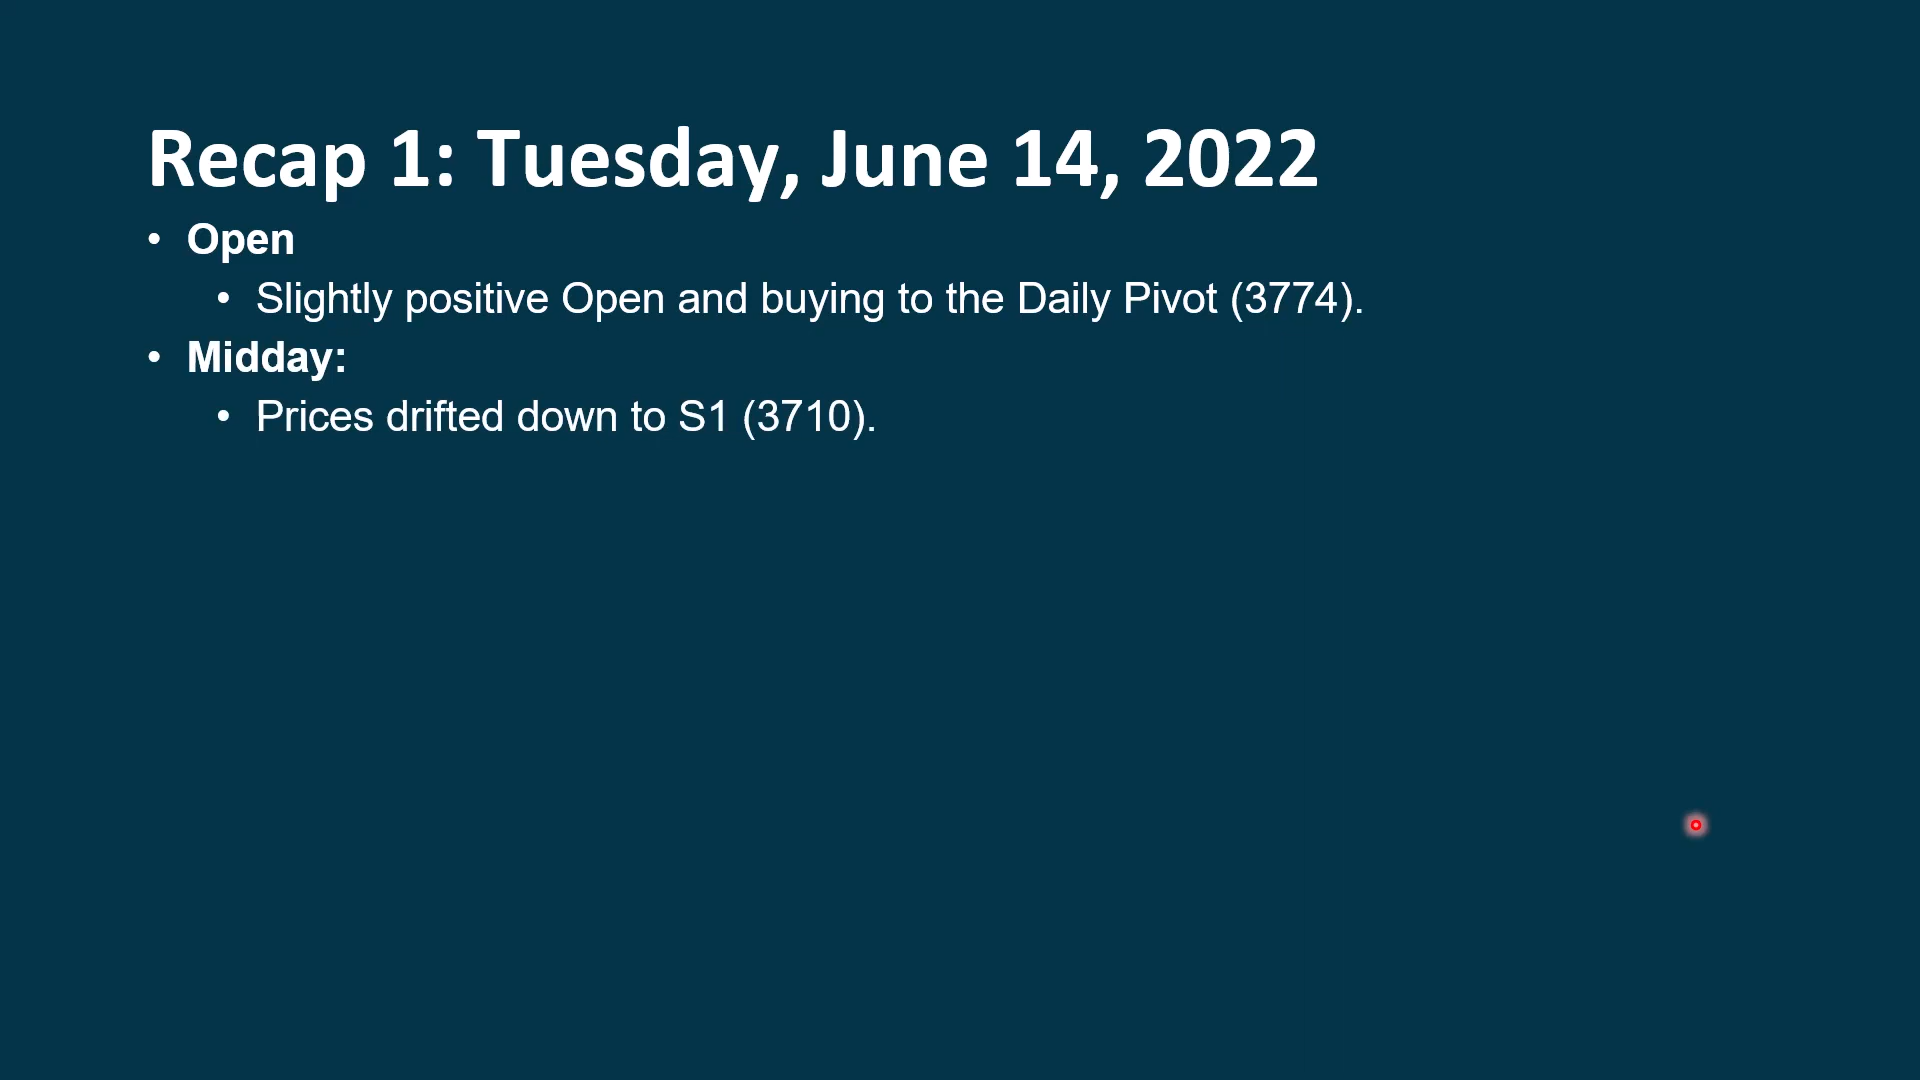 Recap 1: Tuesday, June 14, 2022
• Open
• Slightly positive Open and buying to the Daily Pivot (3774).
• Midday:
• Prices drifted down to S1 (3710).